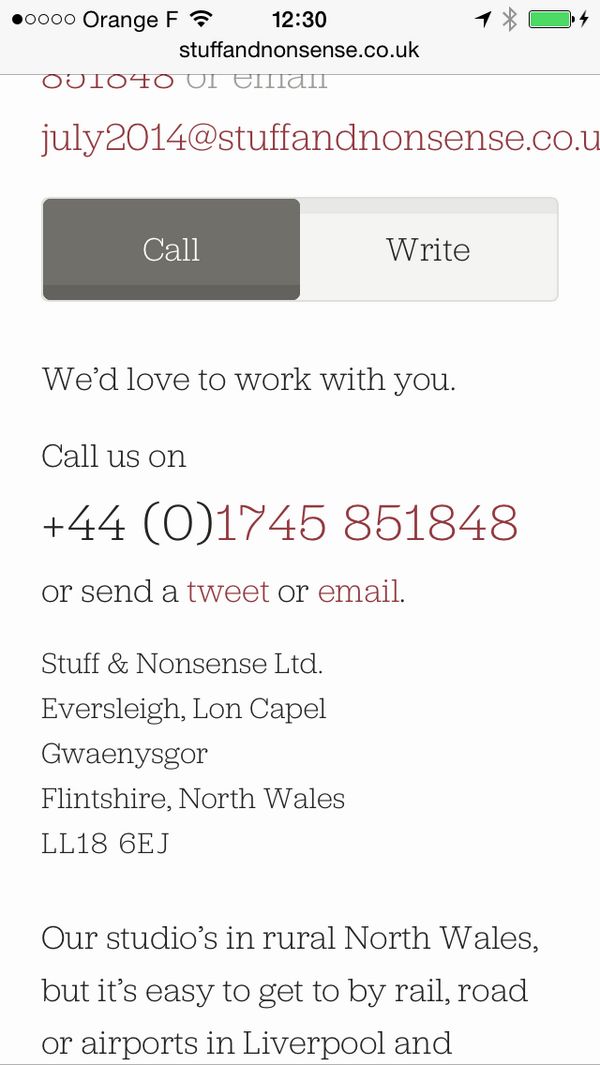 Orange F 12:30
stuffandnonsense.co.uk
851848 or email
july2014@stuffandnonsense.co.u
Call Write
We’d love to work with you.
Call us on
+44 (0)1745 851848
or send a tweet or email.
Stuff & Nonsense Ltd.
Eversleigh, Lon Capel
Gwaenysgor
Flintshire, North Wales
LL18 6EJ
Our studio’s in rural North Wales,
but it’s easy to get to by rail, road
or airports in Liverpool and